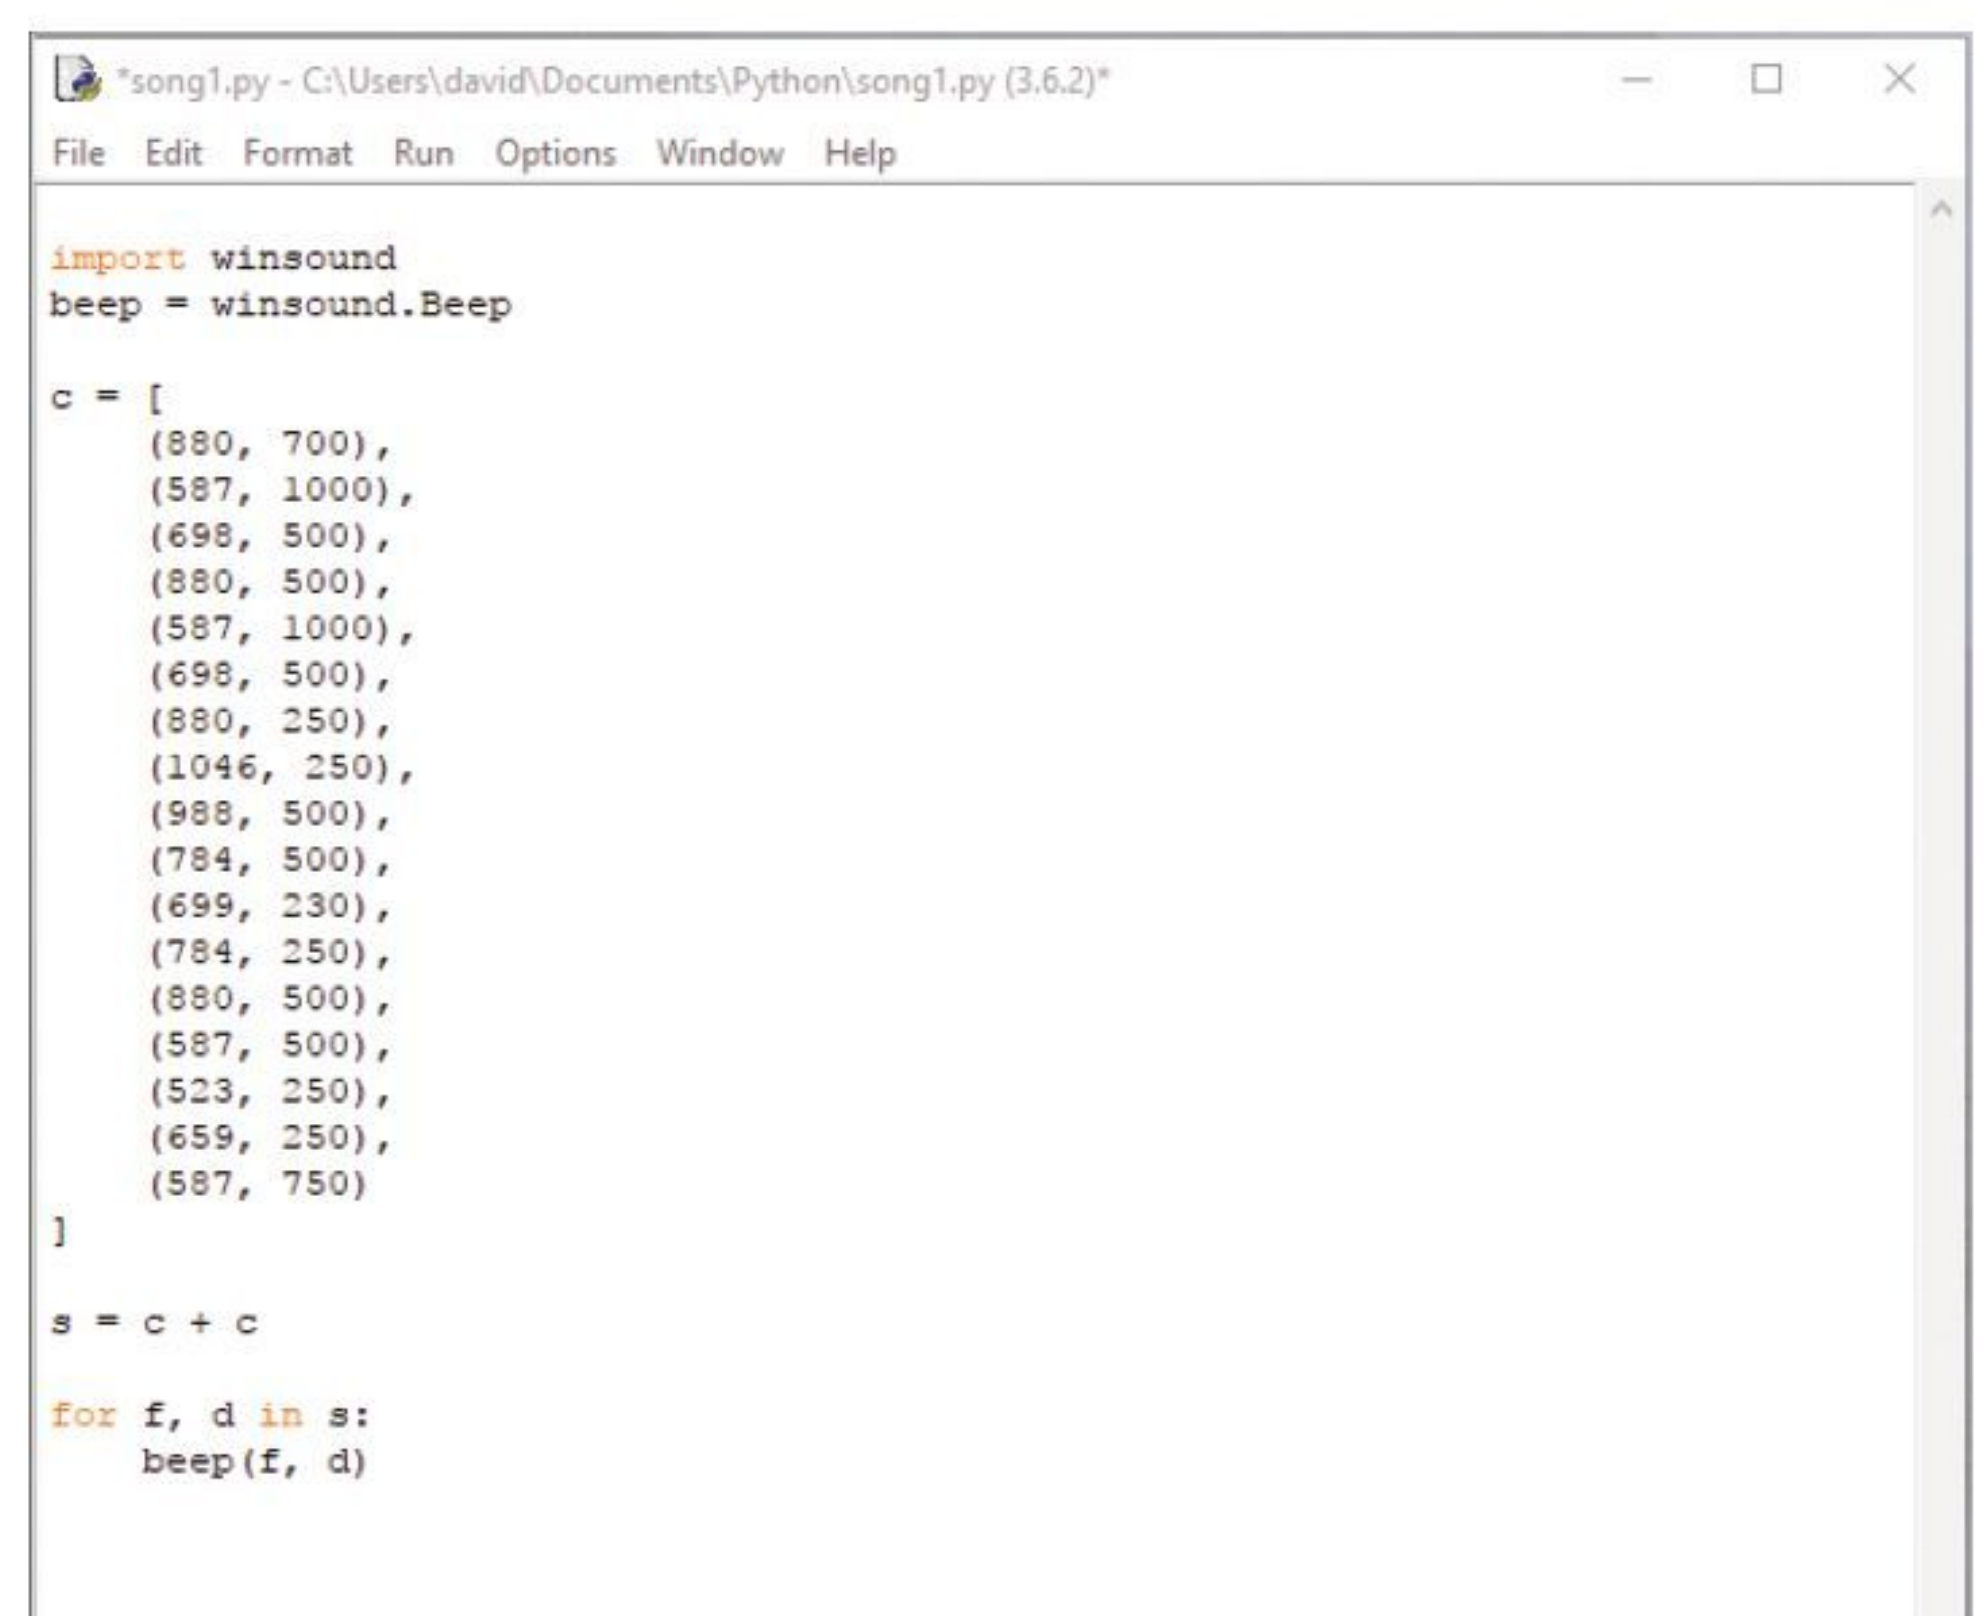 *song1.py - C:\Users\david\Documents\Python\song1.py (3.6.2)*
File Edit Format Run Options Window Help
import winsound
beep = winsound.Beep
c = [
(880, 700),
(587, 1000),
(698, 500),
(880, 500),
(587, 1000),
(698, 500),
(880, 250),
(1046, 250),
(988, 500),
(784, 500),
(699, 230),
(784, 250),
(880, 500),
(587, 500),
(523, 250),
(659, 250),
(587, 750)
]
s = c + c
for f, d in s:
beep(f, d)